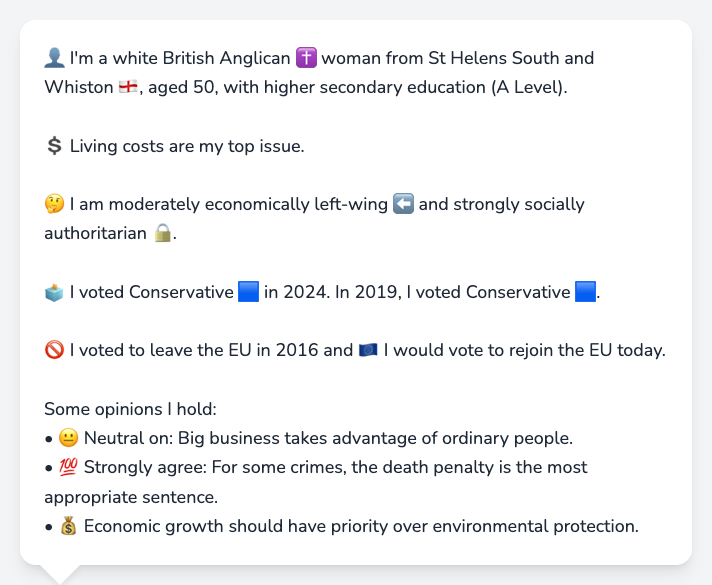 👤 I'm a white British Anglican ✝️ woman from St Helens South and
Whiston 🏴󠁧󠁢󠁥󠁮󠁧󠁿, aged 50, with higher secondary education (A Level).
💲 Living costs are my top issue.
🤔 I am moderately economically left-wing ⬅️ and strongly socially
authoritarian 🔒.
🗳️ I voted Conservative 🟦 in 2024. In 2019, I voted Conservative 🟦.
🚫 I voted to leave the EU in 2016 and 🇪🇺 I would vote to rejoin the EU today.
Some opinions I hold:
• 😐 Neutral on: Big business takes advantage of ordinary people.
• 💯 Strongly agree: For some crimes, the death penalty is the most
appropriate sentence.
• 💰 Economic growth should have priority over environmental protection.